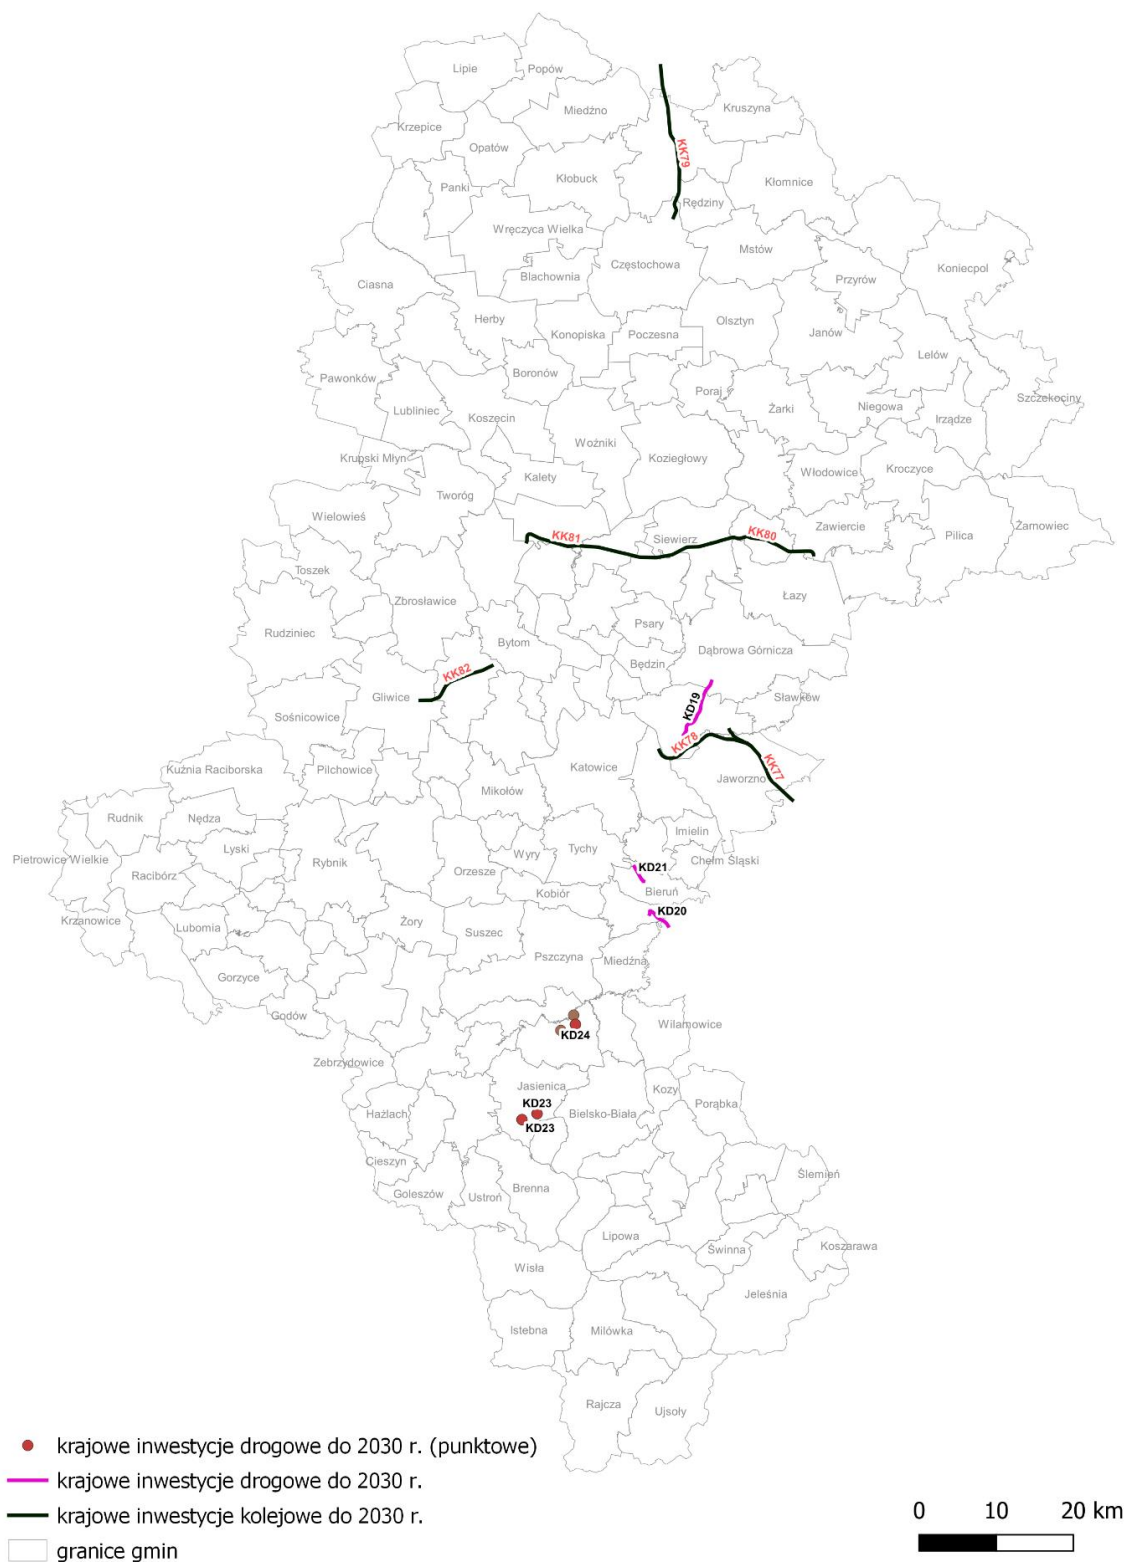 Lipie
Popów
Miedźno
Kruszyna
Krzepice
Opatów
KK79
Kłobuck
Panki
Kłomnice
Rędziny
Wręczyca Wielka
Mstów
Częstochowa
Koniecpol
Blachownia
Przyrów
Ciasna
Herby
Olsztyn
Konopiska
Poczesna
Janów
Lelów
Boronów
Pawonków
Poraj
Szczekociny
Żarki
Niegowa
Lubliniec
Koszęcin
Irządze
Woźniki
Krupski Młyn
Koziegłowy
Kroczyce
Włodowice
Kalety
Tworóg
Wielowieś
Zawiercie
Żarnowiec
KK81
Siewierz
KK80
Pilica
Toszek
Łazy
Zbrosławice
Psary
Rudziniec
Bytom
Dąbrowa Górnicza
Będzin
KK82
Gliwice
Sławków
KD19
Sośnicowice
KK78
Kuźnia Raciborska
Pilchowice
Katowice
KK77
Jaworzno
Mikołów
Rudnik
Nędza
Imielin
Lyski
Tychy
Wyry
Pietrowice Wielkie
Rybnik
Chełm Śląski
KD21
Racibórz
Orzesze
Kobiór
Bieruń
KD20
Krzanowice
Żory
Lubomia
Suszec
Pszczyna
Miedźna
Gorzyce
Godów
Wilamowice
KD24
Zebrzydowice
Jasienica
Kozy
Porąbka
KD23
Hażlach
Bielsko-Biała
KD23
Cieszyn
Ślemień
Brenna
Goleszów
Ustroń
Lipowa
Świnna
Koszarawa
Wisła
Jeleśnia
Istebna
Milówka
Rajcza
Ujsoły
krajowe inwestycje drogowe do 2030 r. (punktowe)
krajowe inwestycje drogowe do 2030 r.
krajowe inwestycje kolejowe do 2030 r.
granice gmin
0 10 20 km